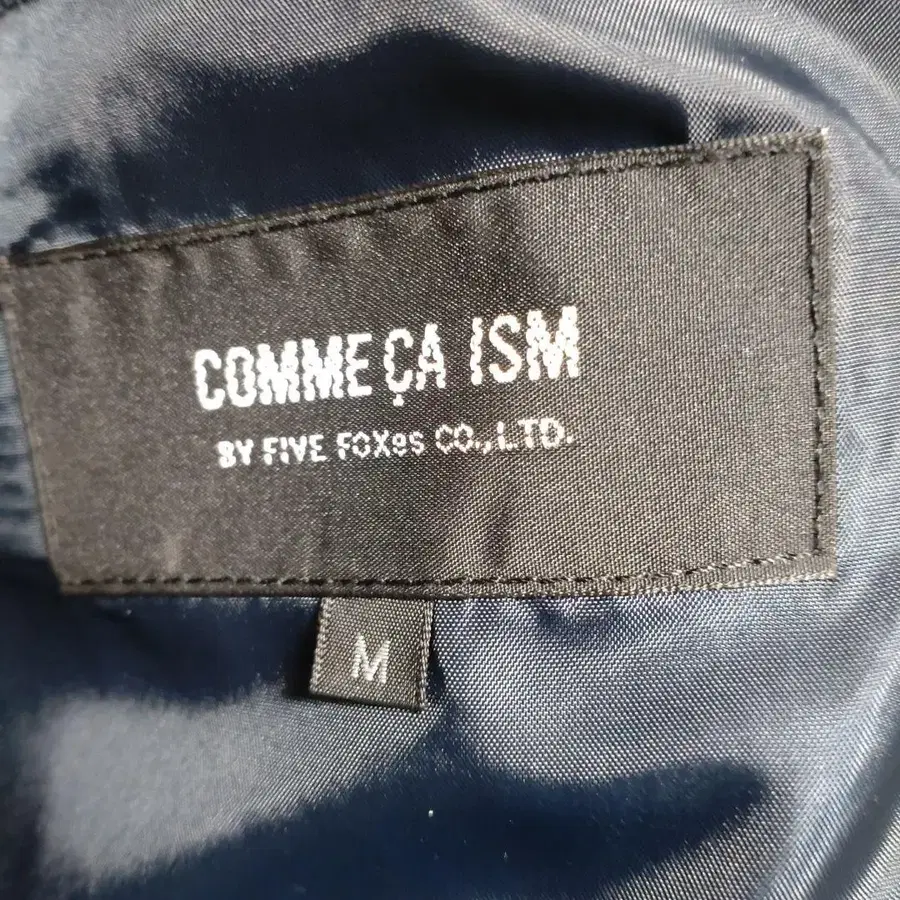 COMME ÇA ISM
BY FIVE FOXes CO.,LTD.
M